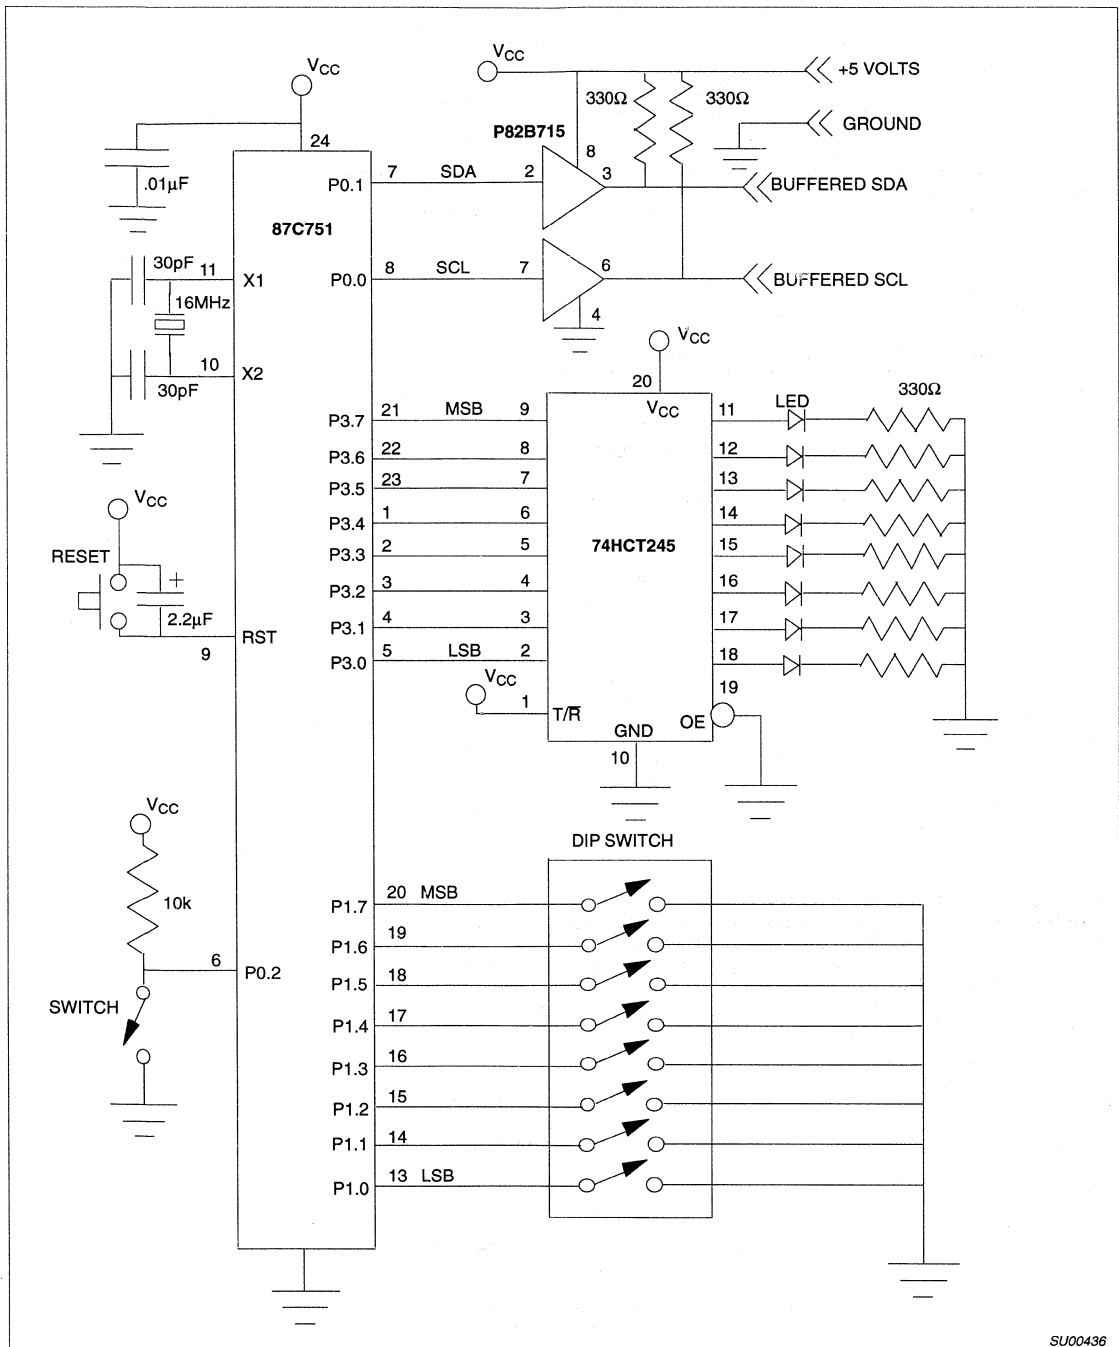 VCC
VCC
+5 VOLTS
330Ω 330Ω
P82B715
GROUND
24
8
.01µF
P0.1 7 SDA 2 3 BUFFERED SDA
87C751
30pF 11 X1
P0.0 8 SCL 7 6 BUFFERED SCL
16MHz
4
10 X2
30pF
VCC
20
VCC
LED 330Ω
P3.7 21 MSB 9 11
P3.6 22 8 12
P3.5 23 7 13
P3.4 1 6 14
74HCT245
P3.3 2 5 15
P3.2 3 4 16
P3.1 4 3 17
P3.0 5 LSB 2 18
VCC
RESET
+
2.2µF
9 RST
VCC
1 T/R̅
19
OE
GND
10
VCC
10k
6 P0.2
SWITCH
DIP SWITCH
P1.7 20 MSB
P1.6 19
P1.5 18
P1.4 17
P1.3 16
P1.2 15
P1.1 14
P1.0 13 LSB
SU00436